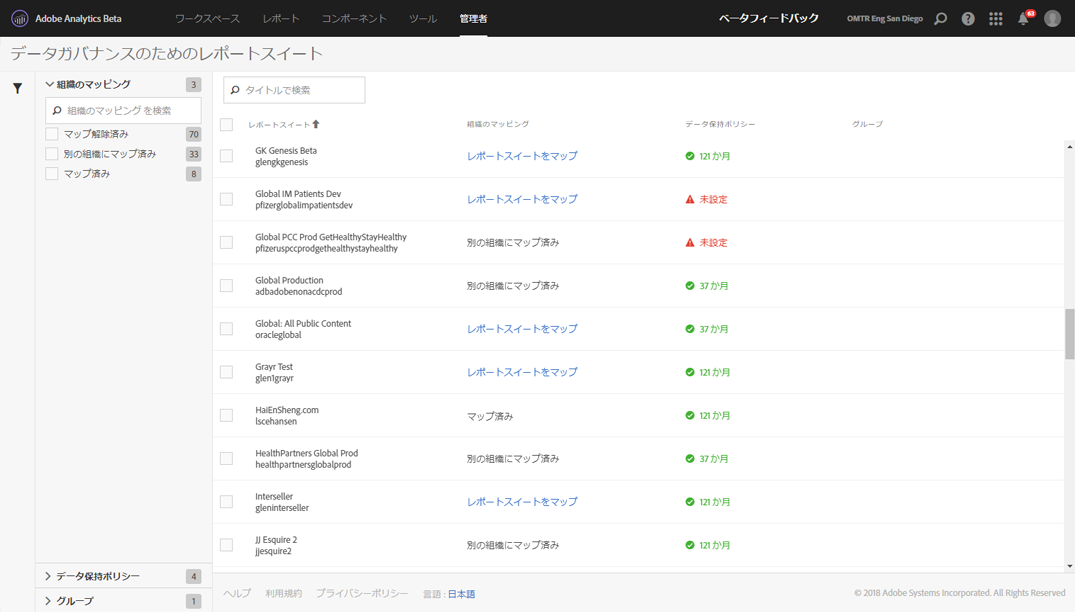 Adobe Analytics Beta
ワークスペース レポート コンポーネント ツール 管理者
ベータフィードバック OMTR Eng San Diego 63
データガバナンスのためのレポートスイート
組織のマッピング 3
組織のマッピング を検索
マップ解除済み 70
別の組織にマップ済み 33
マップ済み 8
タイトルで検索
レポートスイート 組織のマッピング データ保持ポリシー グループ
GK Genesis Beta
glengkgenesis
レポートスイートをマップ 121 か月
Global IM Patients Dev
pfizerglobalimpatientsdev
レポートスイートをマップ 未設定
Global PCC Prod GetHealthyStayHealthy
pfizeruspccprodgethealthystayhealthy
別の組織にマップ済み 未設定
Global Production
adbadobenonacdcprod
別の組織にマップ済み 37 か月
Global: All Public Content
oracleglobal
レポートスイートをマップ 37 か月
Grayr Test
glen1grayr
レポートスイートをマップ 121 か月
HaiEnSheng.com
lscehansen
マップ済み 121 か月
HealthPartners Global Prod
healthpartnersglobalprod
別の組織にマップ済み 37 か月
Interseller
gleninterseller
レポートスイートをマップ 121 か月
JJ Esquire 2
jjesquire2
別の組織にマップ済み 121 か月
データ保持ポリシー 4
グループ 1
ヘルプ 利用規約 プライバシーポリシー 言語 : 日本語
© 2018 Adobe Systems Incorporated. All Rights Reserved